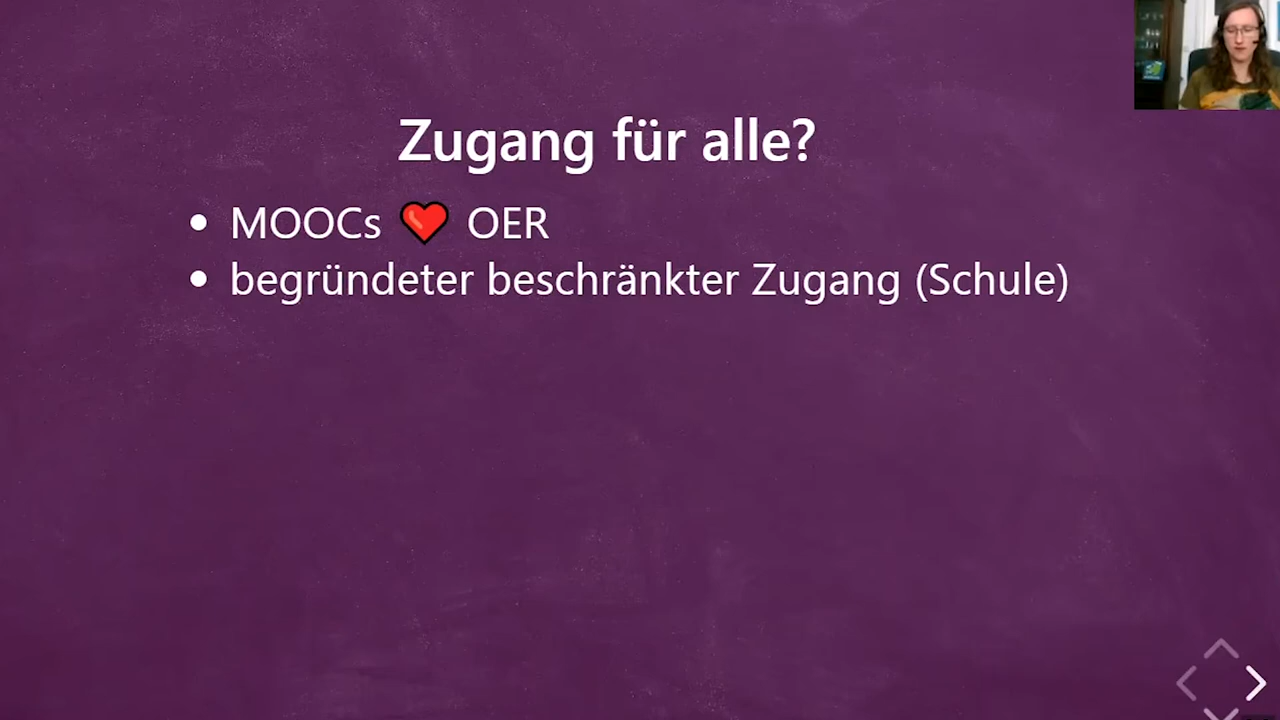 Zugang für alle?
• MOOCs ❤️ OER
• begründeter beschränkter Zugang (Schule)